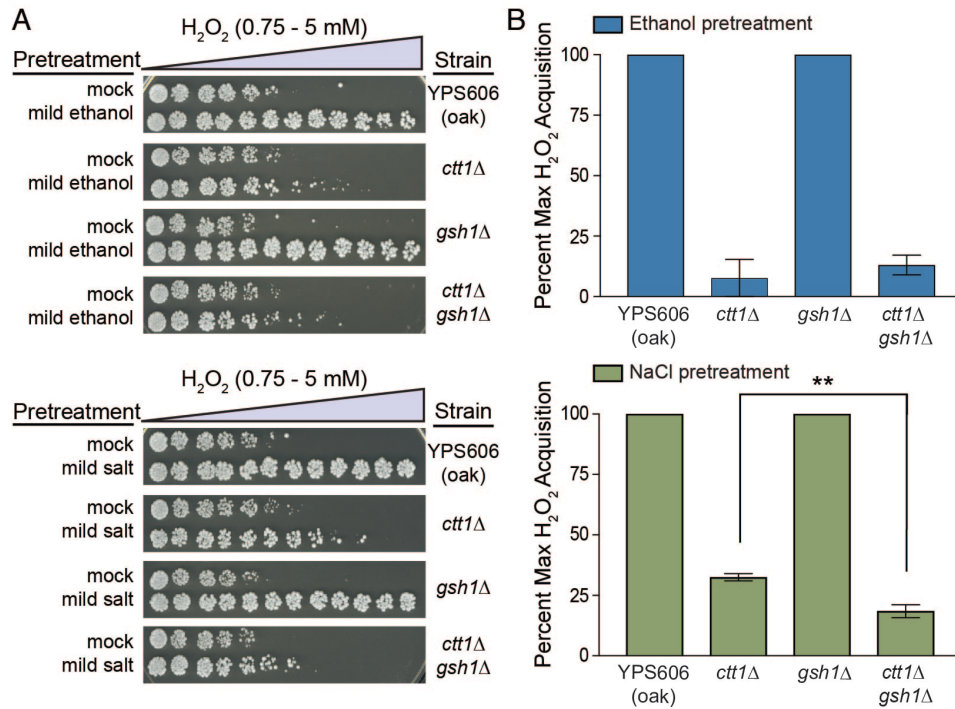 A
H2O2 (0.75 - 5 mM)
Pretreatment
Strain
mock
mild ethanol
YPS606
(oak)
mock
mild ethanol
ctt1Δ
mock
mild ethanol
gsh1Δ
mock
mild ethanol
ctt1Δ
gsh1Δ
H2O2 (0.75 - 5 mM)
Pretreatment
Strain
mock
mild salt
YPS606
(oak)
mock
mild salt
ctt1Δ
mock
mild salt
gsh1Δ
mock
mild salt
ctt1Δ
gsh1Δ
B
Ethanol pretreatment
Percent Max H2O2 Acquisition
100
75
50
25
0
YPS606
(oak)
ctt1Δ
gsh1Δ
ctt1Δ
gsh1Δ
NaCl pretreatment
**
Percent Max H2O2 Acquisition
100
75
50
25
0
YPS606
(oak)
ctt1Δ
gsh1Δ
ctt1Δ
gsh1Δ